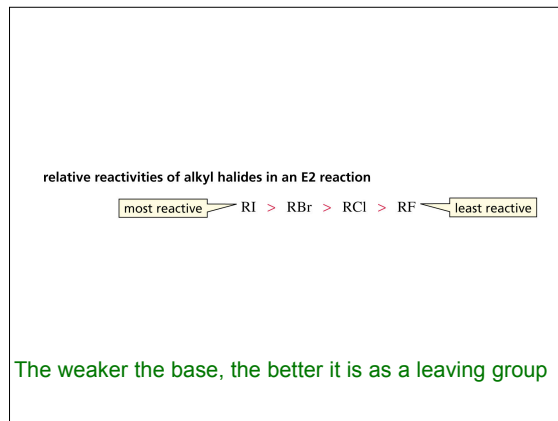 relative reactivities of alkyl halides in an E2 reaction
most reactive RI > RBr > RCl > RF least reactive
The weaker the base, the better it is as a leaving group